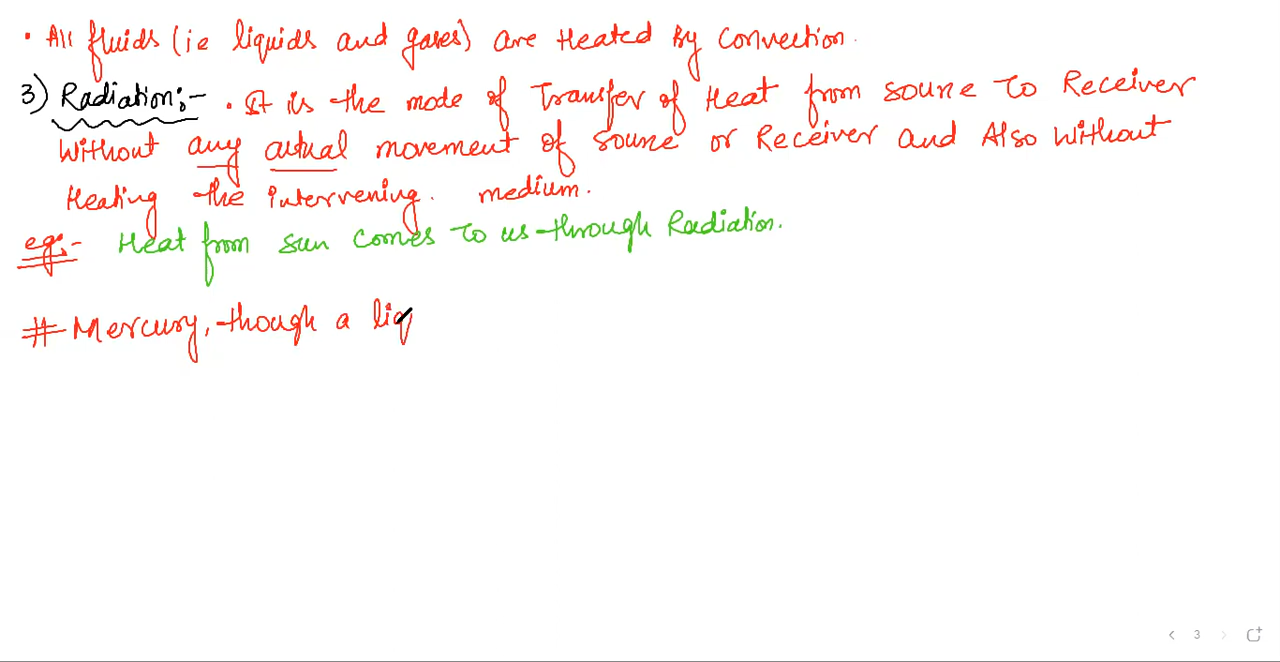 • All fluids (ie liquids and gases) are Heated By Convection.
3) Radiation:- • It is the mode of Transfer of Heat from source To Receiver
Without any actual movement of source or Receiver and Also Without
Heating the intervening. medium.
eg:- Heat from sun comes To us through Radiation.
# Mercury, though a liq
< 3 >